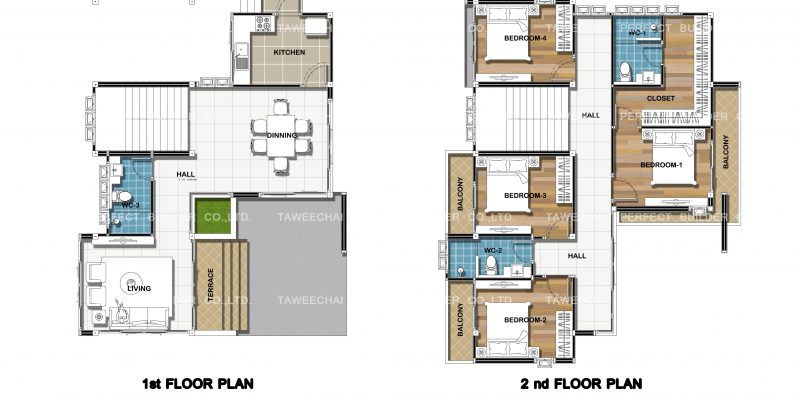 KITCHEN
TAWEECHAI
DINNING
HALL
WC-3
PERFECT BUILDER CO.,LTD.
TAWEECHAI
LIVING
TERRACE
BUILDER CO.,LTD.
TAWEECHAI
1st FLOOR PLAN
BEDROOM-4
TAWEECHAI
WC-1
PERFECT BUILDER
CLOSET
HALL
TAWEECHAI
PERFECT BUILDER CO.,LTD.
BEDROOM-1
BALCONY
BALCONY
BEDROOM-3
CO.,LTD.
TAWEECHAI
PERFECT BUILDER CO.,LTD.
WC-2
HALL
BALCONY
CO.,LTD.
TAWEECHAI
BEDROOM-2
2 nd FLOOR PLAN